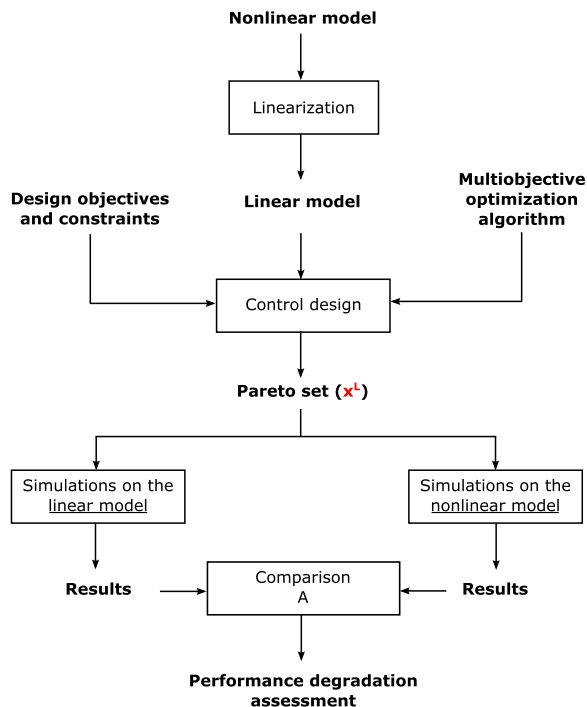 Nonlinear model
Linearization
Design objectives
and constraints
Linear model
Multiobjective
optimization
algorithm
Control design
Pareto set (xᴸ)
Simulations on the
linear model
Simulations on the
nonlinear model
Results
Comparison
A
Results
Performance degradation
assessment